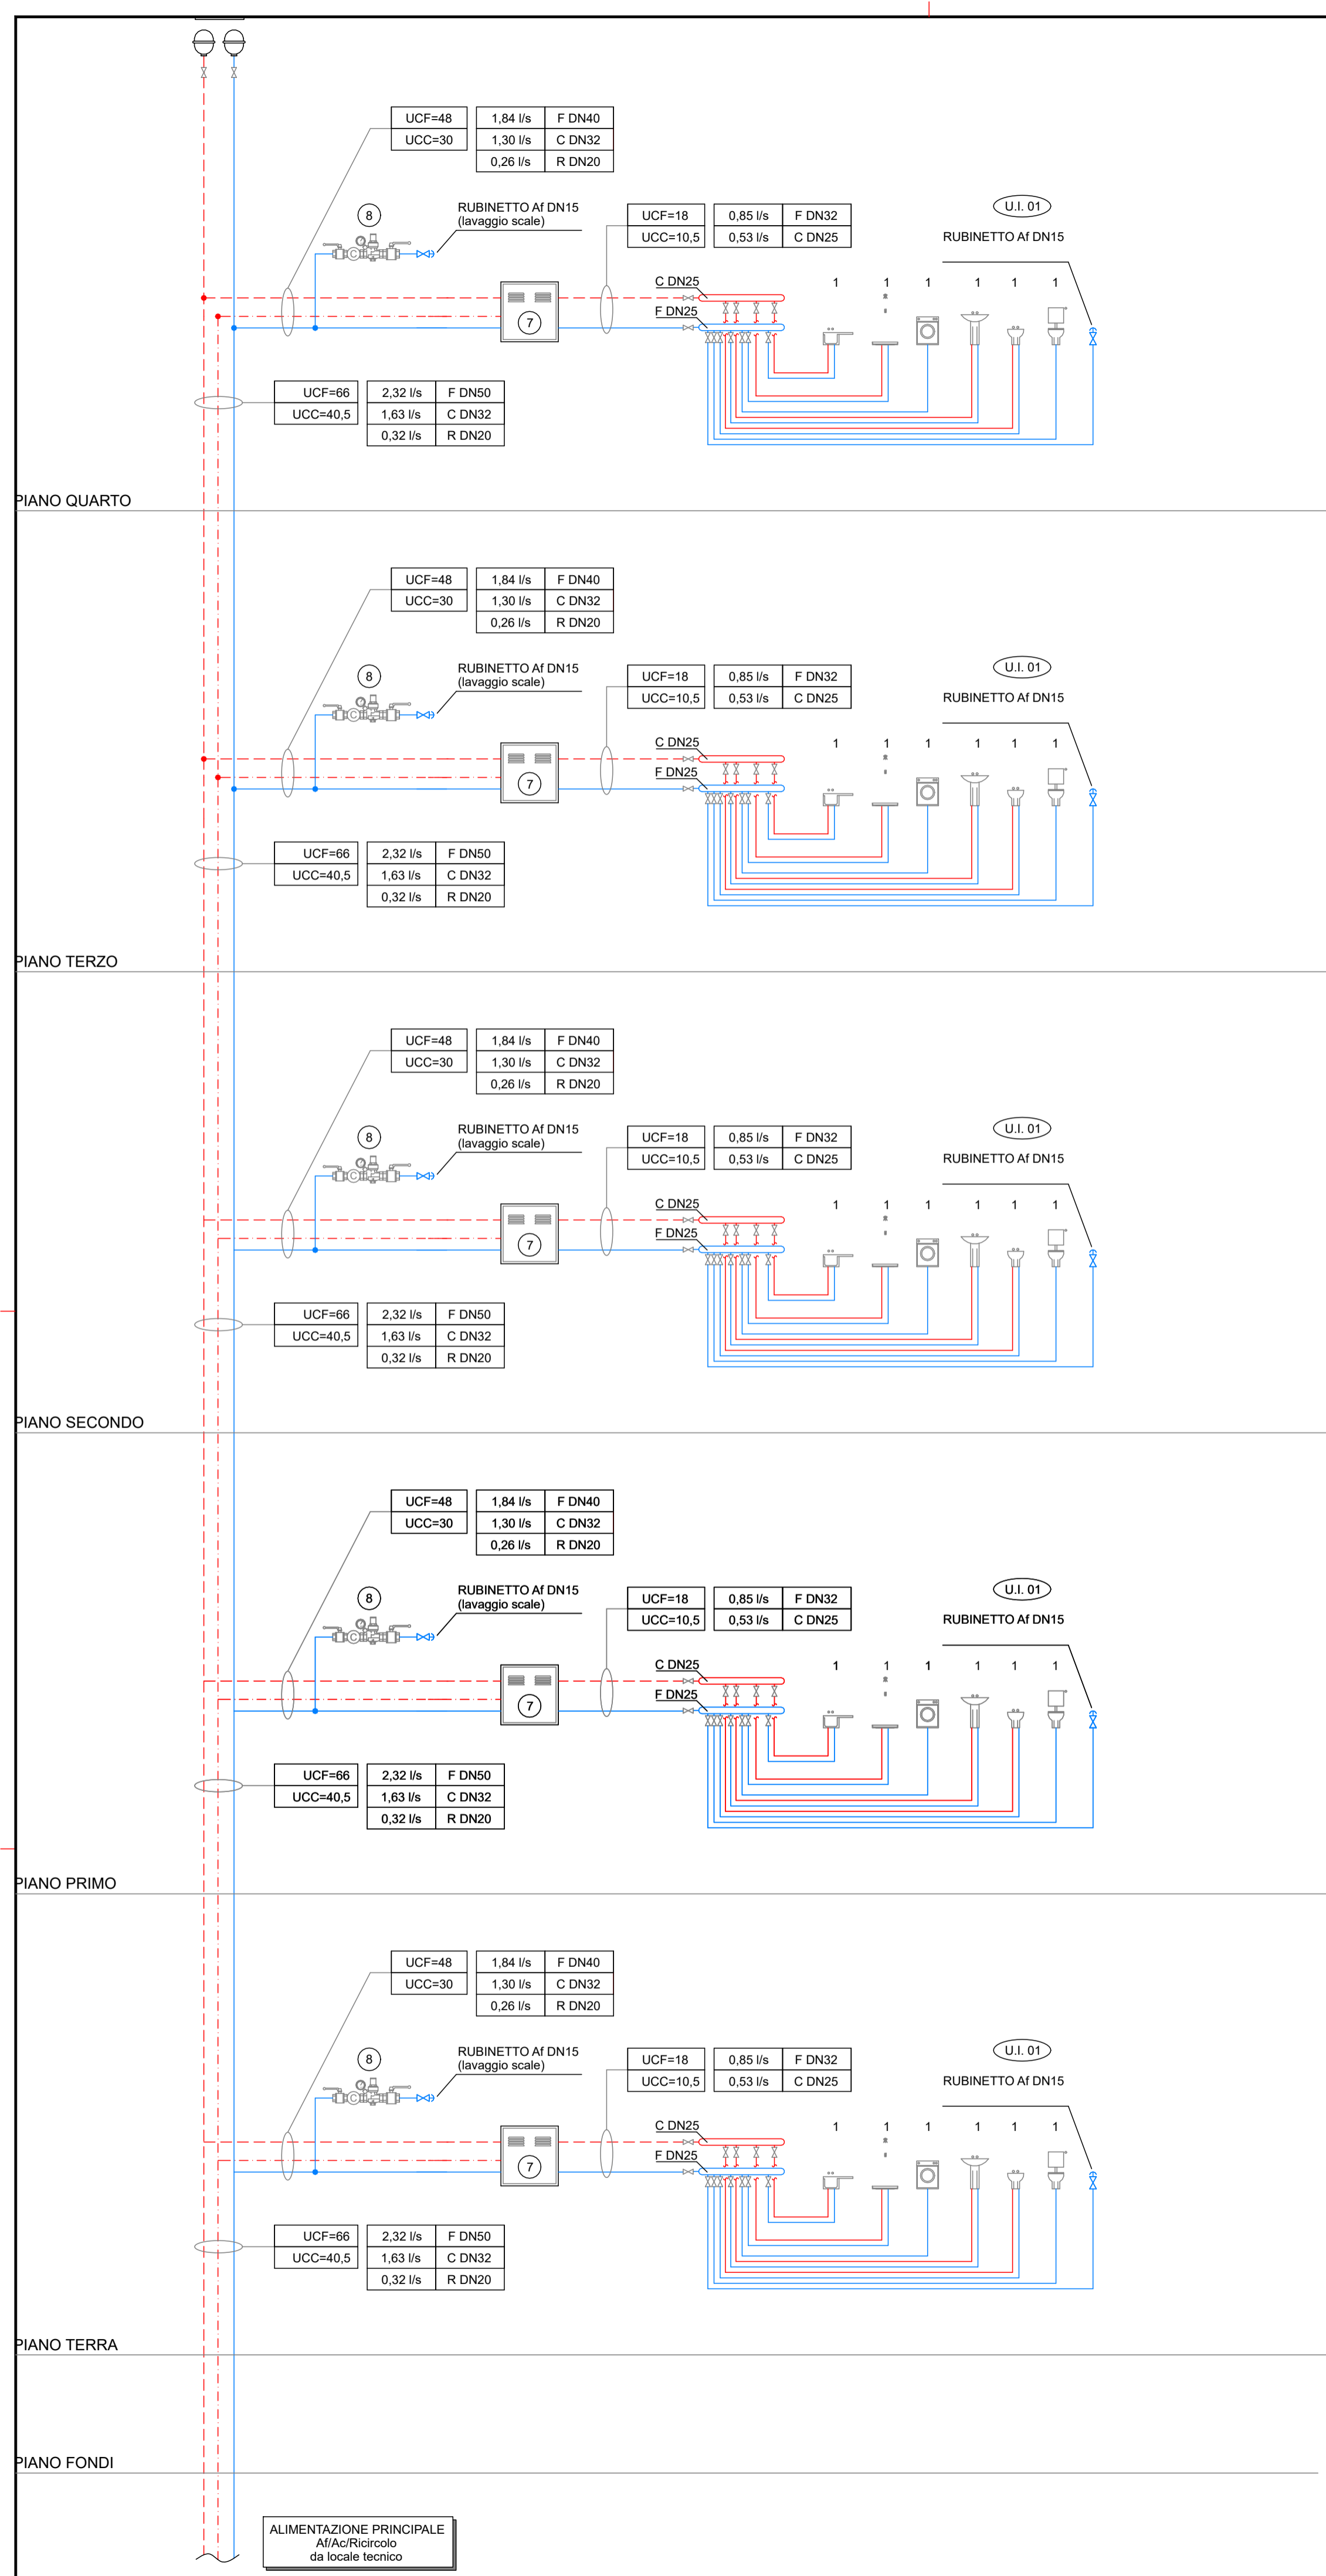 UCF=48 1,84 l/s F DN40
UCC=30 1,30 l/s C DN32
0,26 l/s R DN20
8
RUBINETTO Af DN15
(lavaggio scale)
UCF=18 0,85 l/s F DN32
UCC=10,5 0,53 l/s C DN25
U.I. 01
RUBINETTO Af DN15
C DN25
1 1 1 1 1 1
F DN25
7
UCF=66 2,32 l/s F DN50
UCC=40,5 1,63 l/s C DN32
0,32 l/s R DN20
PIANO QUARTO
UCF=48 1,84 l/s F DN40
UCC=30 1,30 l/s C DN32
0,26 l/s R DN20
8
RUBINETTO Af DN15
(lavaggio scale)
UCF=18 0,85 l/s F DN32
UCC=10,5 0,53 l/s C DN25
U.I. 01
RUBINETTO Af DN15
C DN25
1 1 1 1 1 1
F DN25
7
UCF=66 2,32 l/s F DN50
UCC=40,5 1,63 l/s C DN32
0,32 l/s R DN20
PIANO TERZO
UCF=48 1,84 l/s F DN40
UCC=30 1,30 l/s C DN32
0,26 l/s R DN20
8
RUBINETTO Af DN15
(lavaggio scale)
UCF=18 0,85 l/s F DN32
UCC=10,5 0,53 l/s C DN25
U.I. 01
RUBINETTO Af DN15
C DN25
1 1 1 1 1 1
F DN25
7
UCF=66 2,32 l/s F DN50
UCC=40,5 1,63 l/s C DN32
0,32 l/s R DN20
PIANO SECONDO
UCF=48 1,84 l/s F DN40
UCC=30 1,30 l/s C DN32
0,26 l/s R DN20
8
RUBINETTO Af DN15
(lavaggio scale)
UCF=18 0,85 l/s F DN32
UCC=10,5 0,53 l/s C DN25
U.I. 01
RUBINETTO Af DN15
C DN25
1 1 1 1 1 1
F DN25
7
UCF=66 2,32 l/s F DN50
UCC=40,5 1,63 l/s C DN32
0,32 l/s R DN20
PIANO PRIMO
UCF=48 1,84 l/s F DN40
UCC=30 1,30 l/s C DN32
0,26 l/s R DN20
8
RUBINETTO Af DN15
(lavaggio scale)
UCF=18 0,85 l/s F DN32
UCC=10,5 0,53 l/s C DN25
U.I. 01
RUBINETTO Af DN15
C DN25
1 1 1 1 1 1
F DN25
7
UCF=66 2,32 l/s F DN50
UCC=40,5 1,63 l/s C DN32
0,32 l/s R DN20
PIANO TERRA
PIANO FONDI
ALIMENTAZIONE PRINCIPALE
Af/Ac/Ricircolo
da locale tecnico